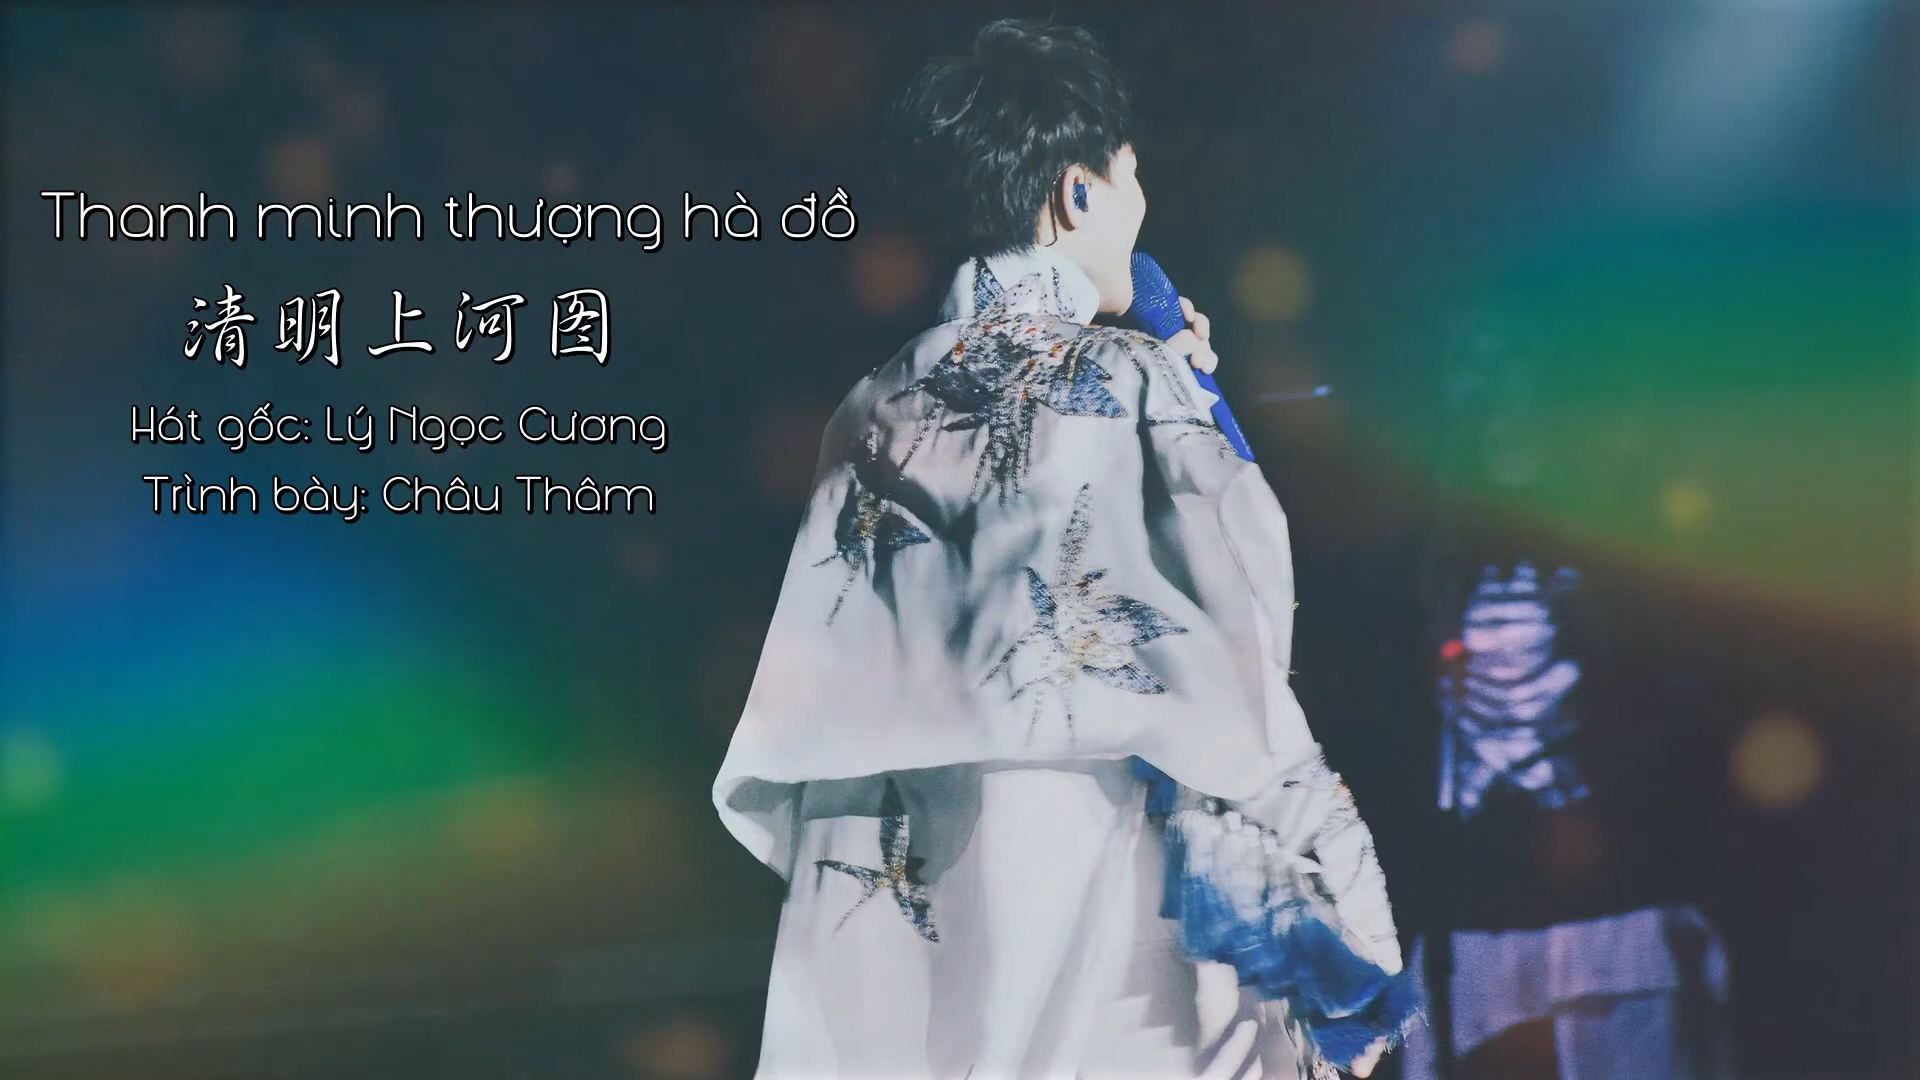 Thanh minh thượng hà đồ
清明上河图
Hát gốc: Lý Ngọc Cương
Trình bày: Châu Thâm